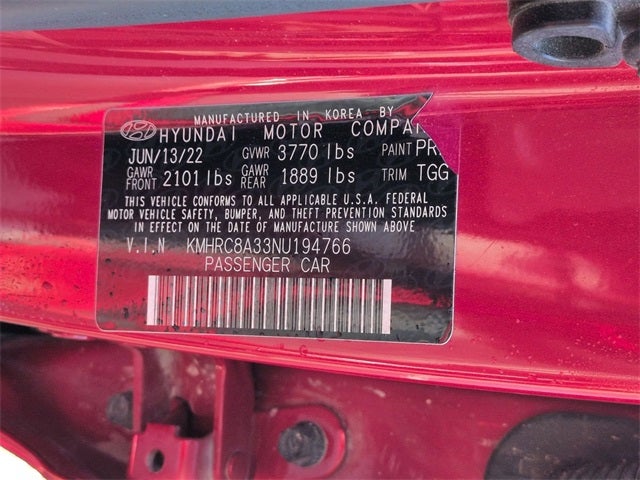 MANUFACTURED IN KOREA BY
HYUNDAI MOTOR COMPA
JUN/13/22 GVWR 3770 lbs PAINT PR
GAWR FRONT 2101 lbs GAWR REAR 1889 lbs TRIM TGG
THIS VEHICLE CONFORMS TO ALL APPLICABLE U.S.A. FEDERAL
MOTOR VEHICLE SAFETY, BUMPER, AND THEFT PREVENTION STANDARDS
IN EFFECT ON THE DATE OF MANUFACTURE SHOWN ABOVE
V.I.N KMHRC8A33NU194766
PASSENGER CAR